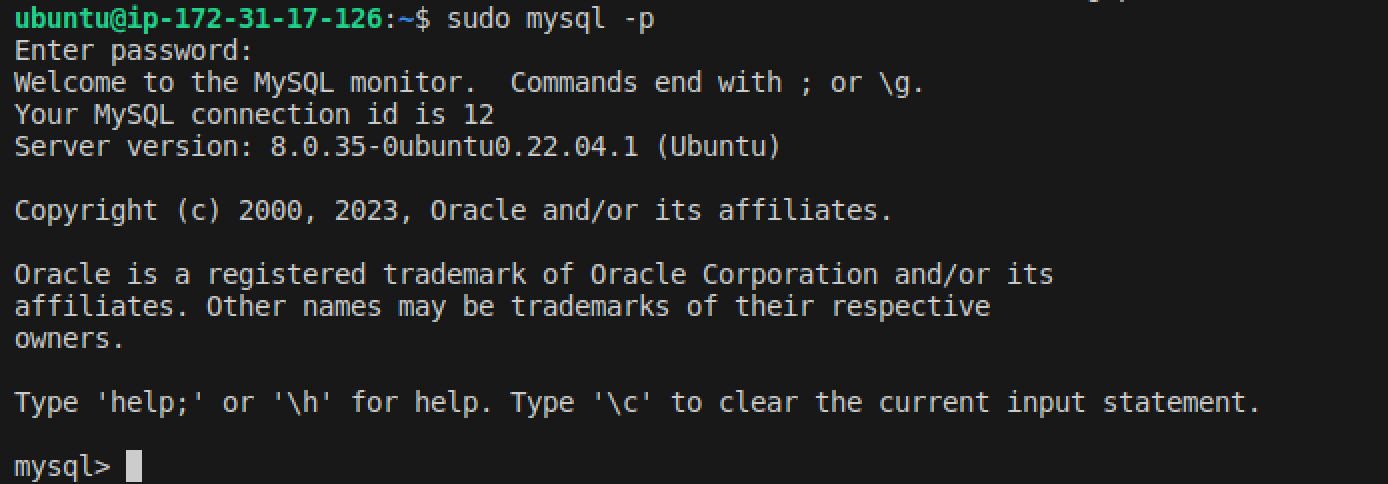 ubuntu@ip-172-31-17-126:~$ sudo mysql -p
Enter password:
Welcome to the MySQL monitor.  Commands end with ; or \g.
Your MySQL connection id is 12
Server version: 8.0.35-0ubuntu0.22.04.1 (Ubuntu)

Copyright (c) 2000, 2023, Oracle and/or its affiliates.

Oracle is a registered trademark of Oracle Corporation and/or its
affiliates. Other names may be trademarks of their respective
owners.

Type 'help;' or '\h' for help. Type '\c' to clear the current input statement.

mysql>